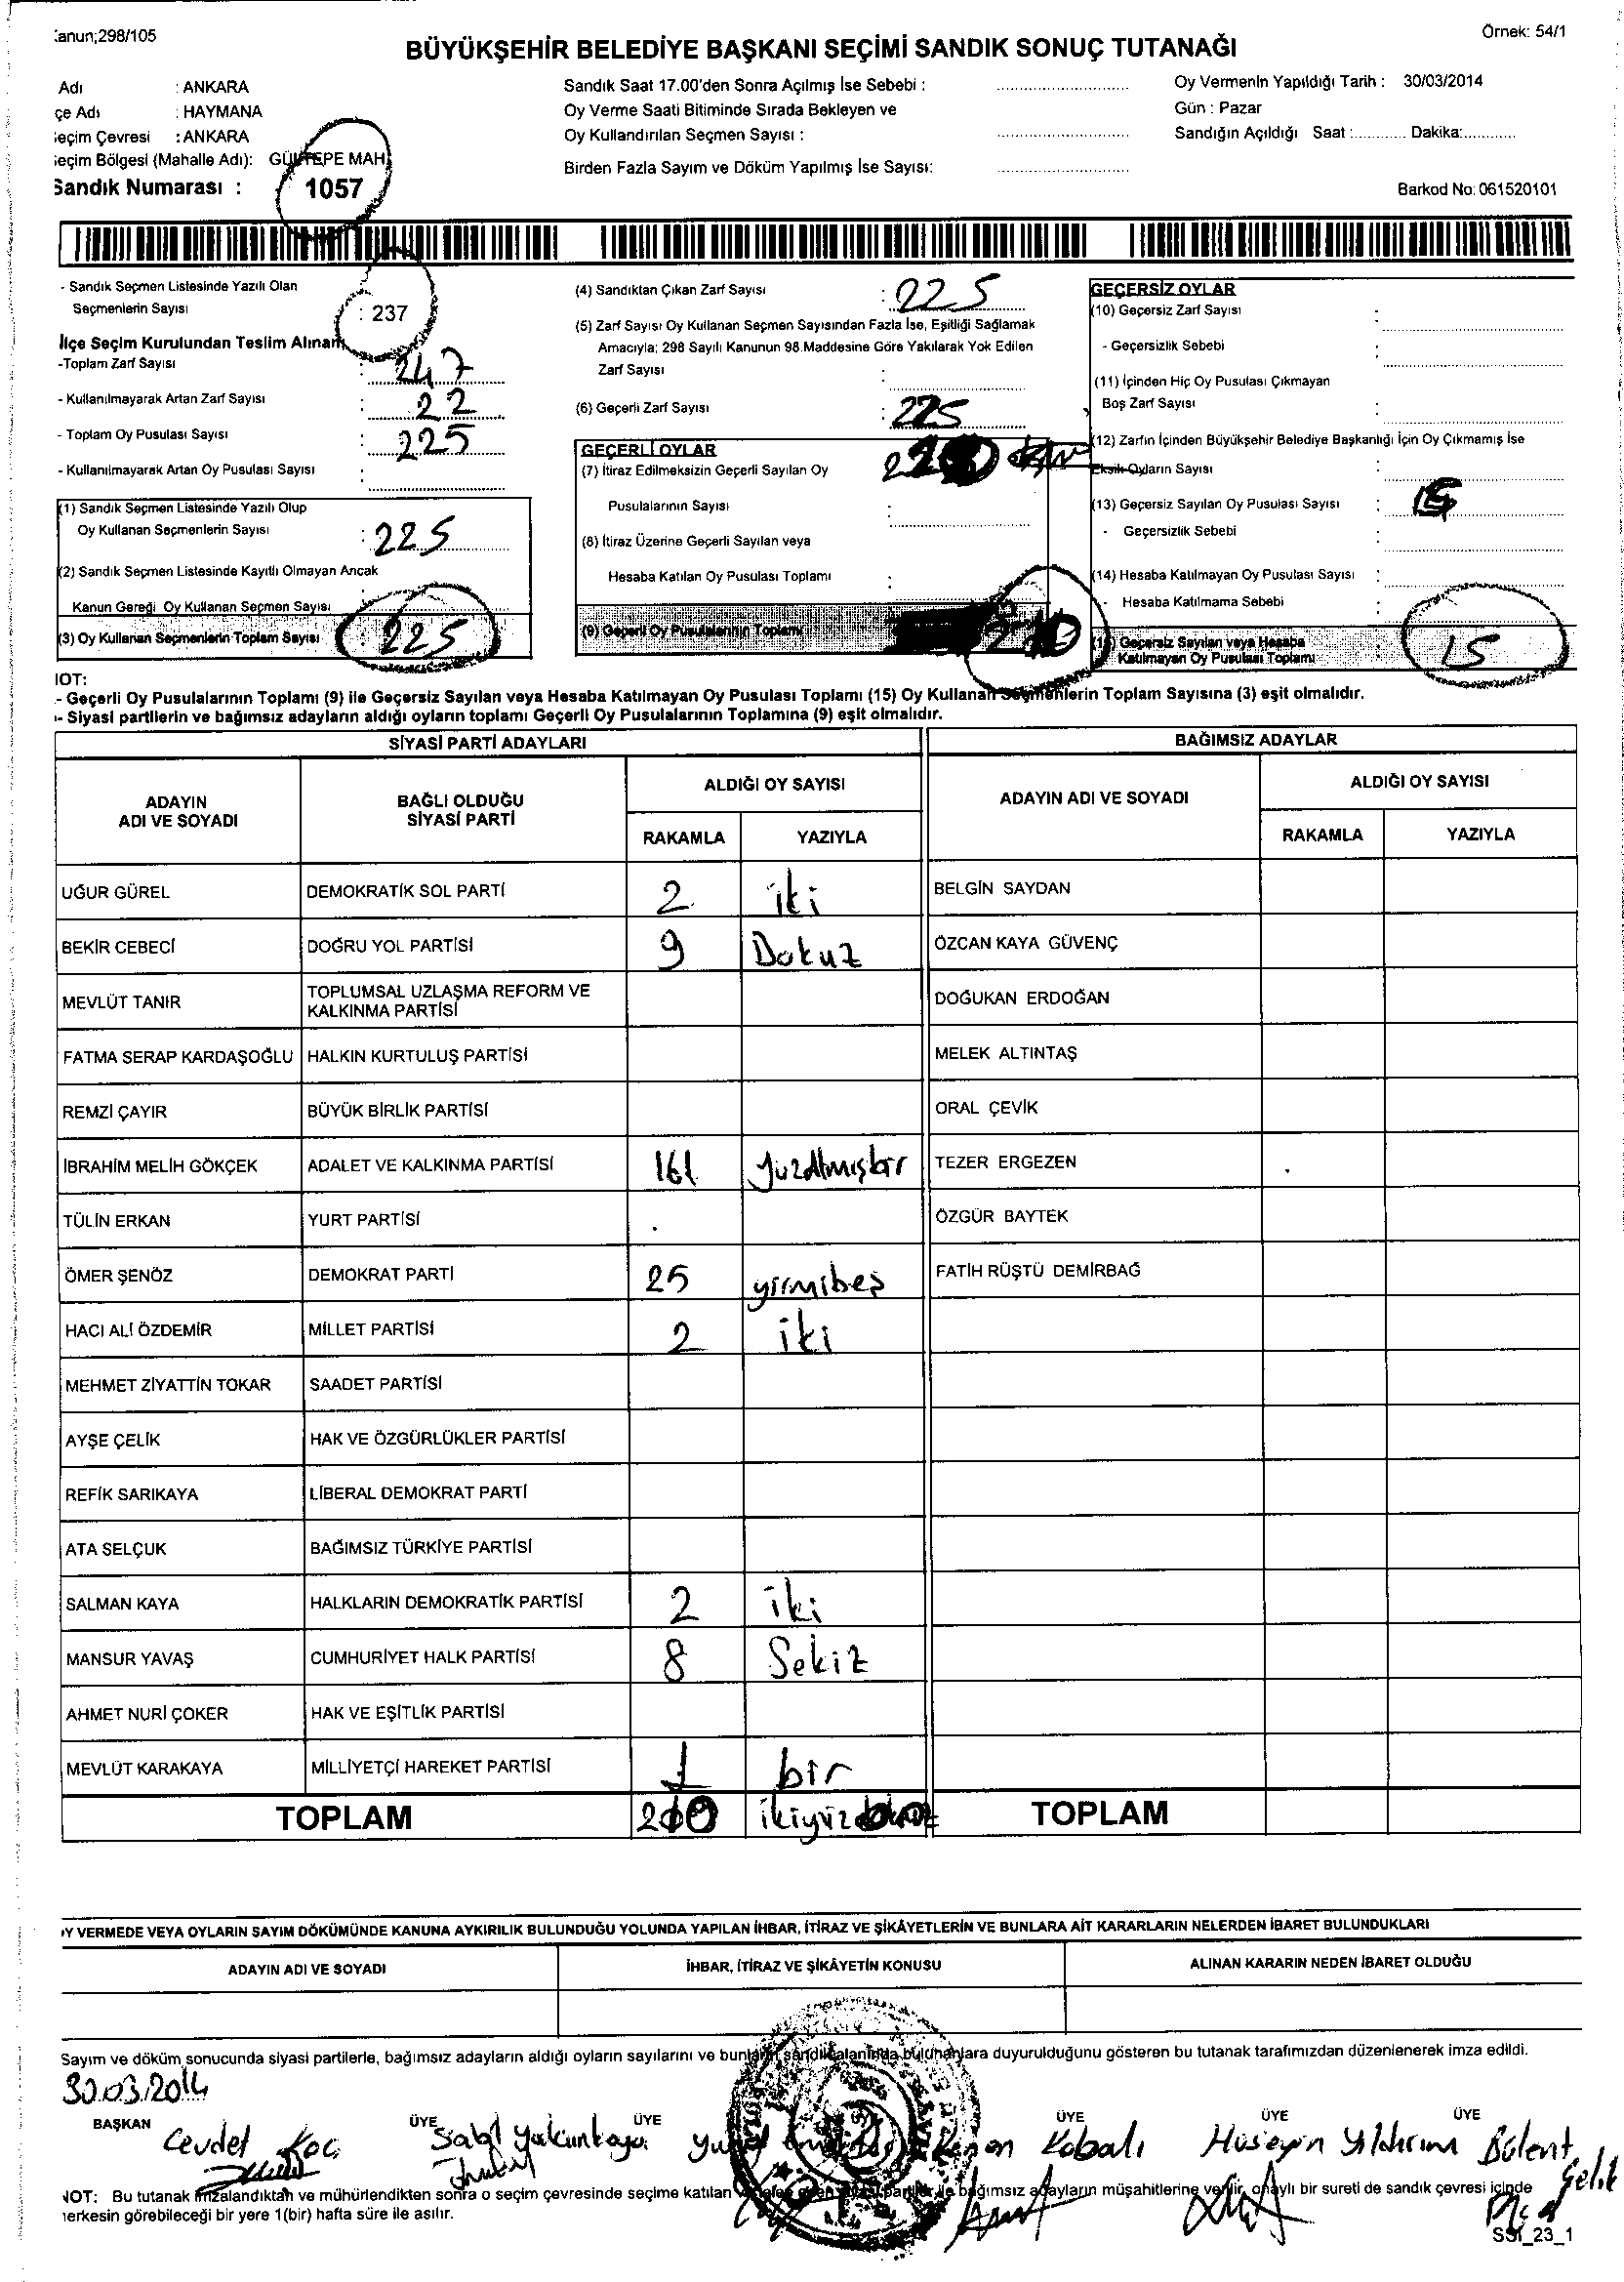 Kanun;298/105
Örnek: 54/1
BÜYÜKŞEHİR BELEDİYE BAŞKANI SEÇİMİ SANDIK SONUÇ TUTANAĞI
Adı : ANKARA
çe Adı : HAYMANA
eçim Çevresi : ANKARA
eçim Bölgesi (Mahalle Adı): GÜLTEPE MAH.
Sandık Numarası : 1057
Sandık Saat 17.00'den Sonra Açılmış İse Sebebi :
Oy Verme Saati Bitiminde Sırada Bekleyen ve
Oy Kullandırılan Seçmen Sayısı :
Birden Fazla Sayım ve Döküm Yapılmış İse Sayısı:
Oy Vermenin Yapıldığı Tarih : 30/03/2014
Gün : Pazar
Sandığın Açıldığı Saat :............ Dakika:............
Barkod No: 061520101
- Sandık Seçmen Listesinde Yazılı Olan
Seçmenlerin Sayısı : 237
İlçe Seçim Kurulundan Teslim Alınan
-Toplam Zarf Sayısı : 247
- Kullanılmayarak Artan Zarf Sayısı : 22
- Toplam Oy Pusulası Sayısı : 225
- Kullanılmayarak Artan Oy Pusulası Sayısı :
(1) Sandık Seçmen Listesinde Yazılı Olup
Oy Kullanan Seçmenlerin Sayısı : 225
(2) Sandık Seçmen Listesinde Kayıtlı Olmayan Ancak
Kanun Gereği Oy Kullanan Seçmen Sayısı
(3) Oy Kullanan Seçmenlerin Toplam Sayısı 225
(4) Sandıktan Çıkan Zarf Sayısı : 225
(5) Zarf Sayısı Oy Kullanan Seçmen Sayısından Fazla İse, Eşitliği Sağlamak
Amacıyla; 298 Sayılı Kanunun 98.Maddesine Göre Yakılarak Yok Edilen
Zarf Sayısı :
(6) Geçerli Zarf Sayısı : 225
GEÇERLİ OYLAR
(7) İtiraz Edilmeksizin Geçerli Sayılan Oy
Pusulalarının Sayısı :
(8) İtiraz Üzerine Geçerli Sayılan veya
Hesaba Katılan Oy Pusulası Toplamı :
(9) Geçerli Oy Pusulalarının Toplamı 210
GEÇERSİZ OYLAR
(10) Geçersiz Zarf Sayısı :
- Geçersizlik Sebebi :
(11) İçinden Hiç Oy Pusulası Çıkmayan
Boş Zarf Sayısı :
(12) Zarfın İçinden Büyükşehir Belediye Başkanlığı İçin Oy Çıkmamış İse
Eksik Oyların Sayısı :
(13) Geçersiz Sayılan Oy Pusulası Sayısı :
- Geçersizlik Sebebi :
(14) Hesaba Katılmayan Oy Pusulası Sayısı :
- Hesaba Katılmama Sebebi :
(15) Geçersiz Sayılan veya Hesaba
Katılmayan Oy Pusulası Toplamı 15
NOT:
- Geçerli Oy Pusulalarının Toplamı (9) ile Geçersiz Sayılan veya Hesaba Katılmayan Oy Pusulası Toplamı (15) Oy Kullanan Seçmenlerin Toplam Sayısına (3) eşit olmalıdır.
- Siyasi partilerin ve bağımsız adayların aldığı oyların toplamı Geçerli Oy Pusulalarının Toplamına (9) eşit olmalıdır.
SİYASİ PARTİ ADAYLARI
BAĞIMSIZ ADAYLAR
ADAYIN ADI VE SOYADI
BAĞLI OLDUĞU SİYASİ PARTİ
ALDIĞI OY SAYISI
RAKAMLA YAZIYLA
ADAYIN ADI VE SOYADI
ALDIĞI OY SAYISI
RAKAMLA YAZIYLA
UĞUR GÜREL DEMOKRATİK SOL PARTİ 2 iki BELGİN SAYDAN
BEKİR CEBECİ DOĞRU YOL PARTİSİ 9 Dokuz ÖZCAN KAYA GÜVENÇ
MEVLÜT TANIR TOPLUMSAL UZLAŞMA REFORM VE KALKINMA PARTİSİ DOĞUKAN ERDOĞAN
FATMA SERAP KARDAŞOĞLU HALKIN KURTULUŞ PARTİSİ MELEK ALTINTAŞ
REMZİ ÇAYIR BÜYÜK BİRLİK PARTİSİ ORAL ÇEVİK
İBRAHİM MELİH GÖKÇEK ADALET VE KALKINMA PARTİSİ 161 Yüzaltmışbir TEZER ERGEZEN
TÜLİN ERKAN YURT PARTİSİ ÖZGÜR BAYTEK
ÖMER ŞENÖZ DEMOKRAT PARTİ 25 yirmibeş FATİH RÜŞTÜ DEMİRBAĞ
HACI ALİ ÖZDEMİR MİLLET PARTİSİ 2 iki
MEHMET ZİYATTİN TOKAR SAADET PARTİSİ
AYŞE ÇELİK HAK VE ÖZGÜRLÜKLER PARTİSİ
REFİK SARIKAYA LİBERAL DEMOKRAT PARTİ
ATA SELÇUK BAĞIMSIZ TÜRKİYE PARTİSİ
SALMAN KAYA HALKLARIN DEMOKRATİK PARTİSİ 2 iki
MANSUR YAVAŞ CUMHURİYET HALK PARTİSİ 8 Sekiz
AHMET NURİ ÇOKER HAK VE EŞİTLİK PARTİSİ
MEVLÜT KARAKAYA MİLLİYETÇİ HAREKET PARTİSİ 1 bir
TOPLAM 210 ikiyüz TOPLAM
OY VERMEDE VEYA OYLARIN SAYIM DÖKÜMÜNDE KANUNA AYKIRILIK BULUNDUĞU YOLUNDA YAPILAN İHBAR, İTİRAZ VE ŞİKÂYETLERİN VE BUNLARA AİT KARARLARIN NELERDEN İBARET BULUNDUKLARI
ADAYIN ADI VE SOYADI İHBAR, İTİRAZ VE ŞİKÂYETİN KONUSU ALINAN KARARIN NEDEN İBARET OLDUĞU
Sayım ve döküm sonucunda siyasi partilerle, bağımsız adayların aldığı oyların sayılarını ve bunların sandık alanında bulunanlara duyurulduğunu gösteren bu tutanak tarafımızdan düzenlenerek imza edildi.
30.03.2014
BAŞKAN ÜYE ÜYE ÜYE ÜYE ÜYE
Cevdet Koç Sabit Yalçınkaya Kenan Kobalı Hüseyin Yıldırım Bülent Çelik
NOT: Bu tutanak imzalandıktan ve mühürlendikten sonra o seçim çevresinde seçime katılan siyasi partiler ile bağımsız adayların müşahitlerine verilir, onaylı bir sureti de sandık çevresi içinde
herkesin görebileceği bir yere 1(bir) hafta süre ile asılır.
SSI_23_1